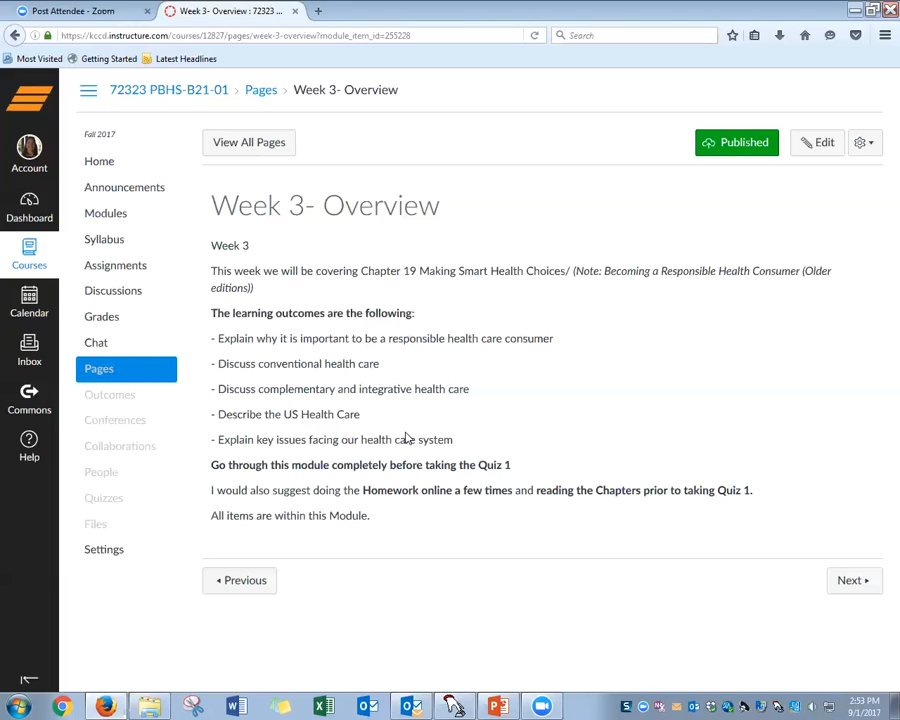 Post Attendee - Zoom
Week 3- Overview : 72323 ...
https://kccd.instructure.com/courses/12827/pages/week-3-overview?module_item_id=255228
Search
Most Visited
Getting Started
Latest Headlines
72323 PBHS-B21-01 › Pages › Week 3- Overview
Fall 2017
View All Pages
Published
Edit
Account
Dashboard
Courses
Calendar
Inbox
Commons
Help
Home
Announcements
Modules
Syllabus
Assignments
Discussions
Grades
Chat
Pages
Outcomes
Conferences
Collaborations
People
Quizzes
Files
Settings
Week 3- Overview
Week 3
This week we will be covering Chapter 19 Making Smart Health Choices/ (Note: Becoming a Responsible Health Consumer (Older
editions))
The learning outcomes are the following:
- Explain why it is important to be a responsible health care consumer
- Discuss conventional health care
- Discuss complementary and integrative health care
- Describe the US Health Care
- Explain key issues facing our health care system
Go through this module completely before taking the Quiz 1
I would also suggest doing the Homework online a few times and reading the Chapters prior to taking Quiz 1.
All items are within this Module.
Previous
Next
2:53 PM
9/1/2017